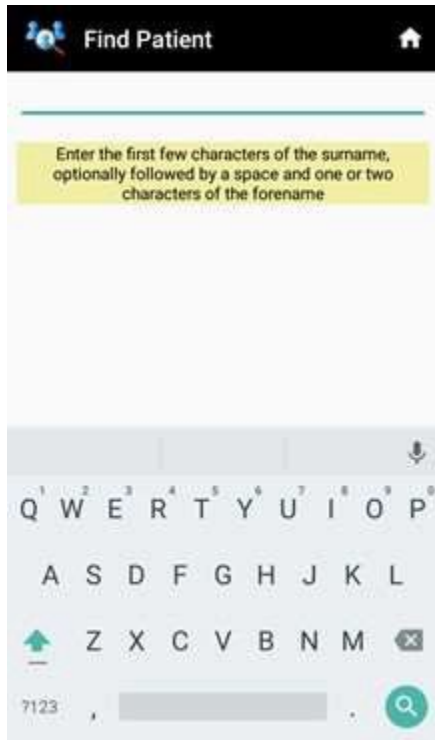 Find Patient
Enter the first few characters of the surname,
optionally followed by a space and one or two
characters of the forename
1 2 3 4 5 6 7 8 9 0
Q W E R T Y U I O P
A S D F G H J K L
Z X C V B N M
?123 , .